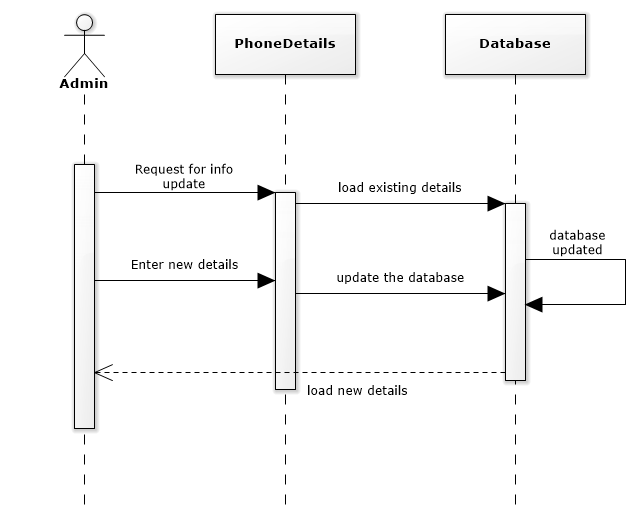 PhoneDetails
Database
Admin
Request for info
update
load existing details
database
updated
Enter new details
update the database
load new details